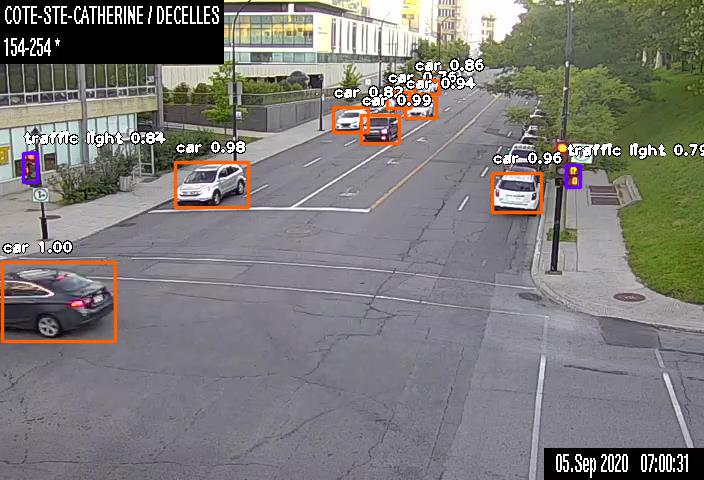 COTE-STE-CATHERINE / DECELLES
154-254 *
car 0.86
car 0.94
car 0.82
car 0.99
traffic light 0.84
car 0.98
car 0.96
traffic light 0.79
car 1.00
05.Sep 2020 07:00:31